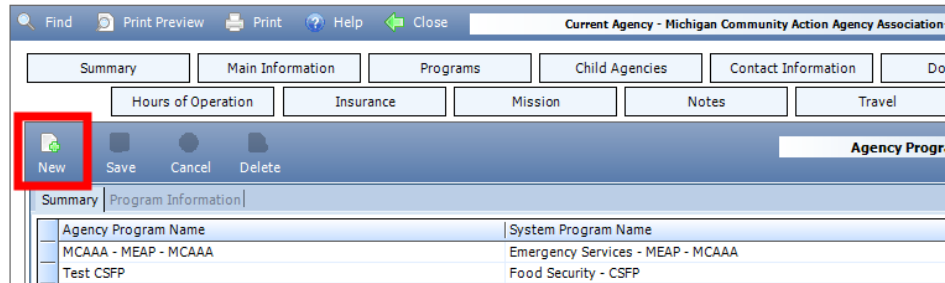 Find Print Preview Print Help Close Current Agency - Michigan Community Action Agency Association
Summary Main Information Programs Child Agencies Contact Information Do
Hours of Operation Insurance Mission Notes Travel
New Save Cancel Delete Agency Progr
Summary Program Information
Agency Program Name System Program Name
MCAAA - MEAP - MCAAA Emergency Services - MEAP - MCAAA
Test CSFP Food Security - CSFP